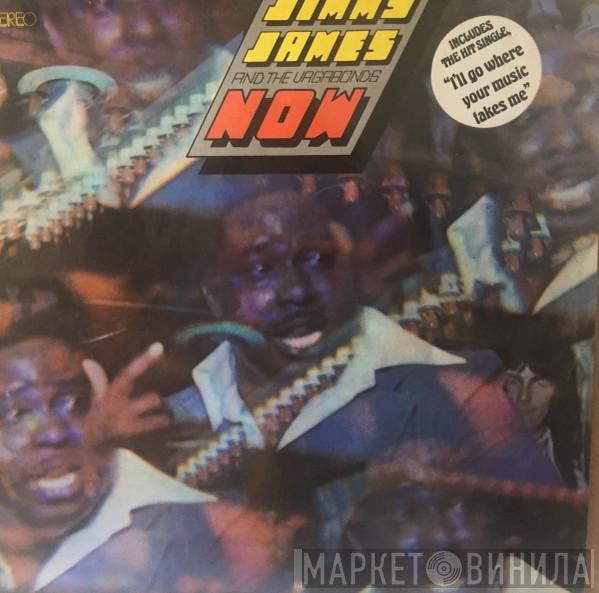 STEREO
JIMMY
JAMES
AND THE VAGABONDS
NOW
INCLUDES
THE HIT SINGLE,
"I'll go where
your music
takes me"
МАРКЕТ ВИНИЛА